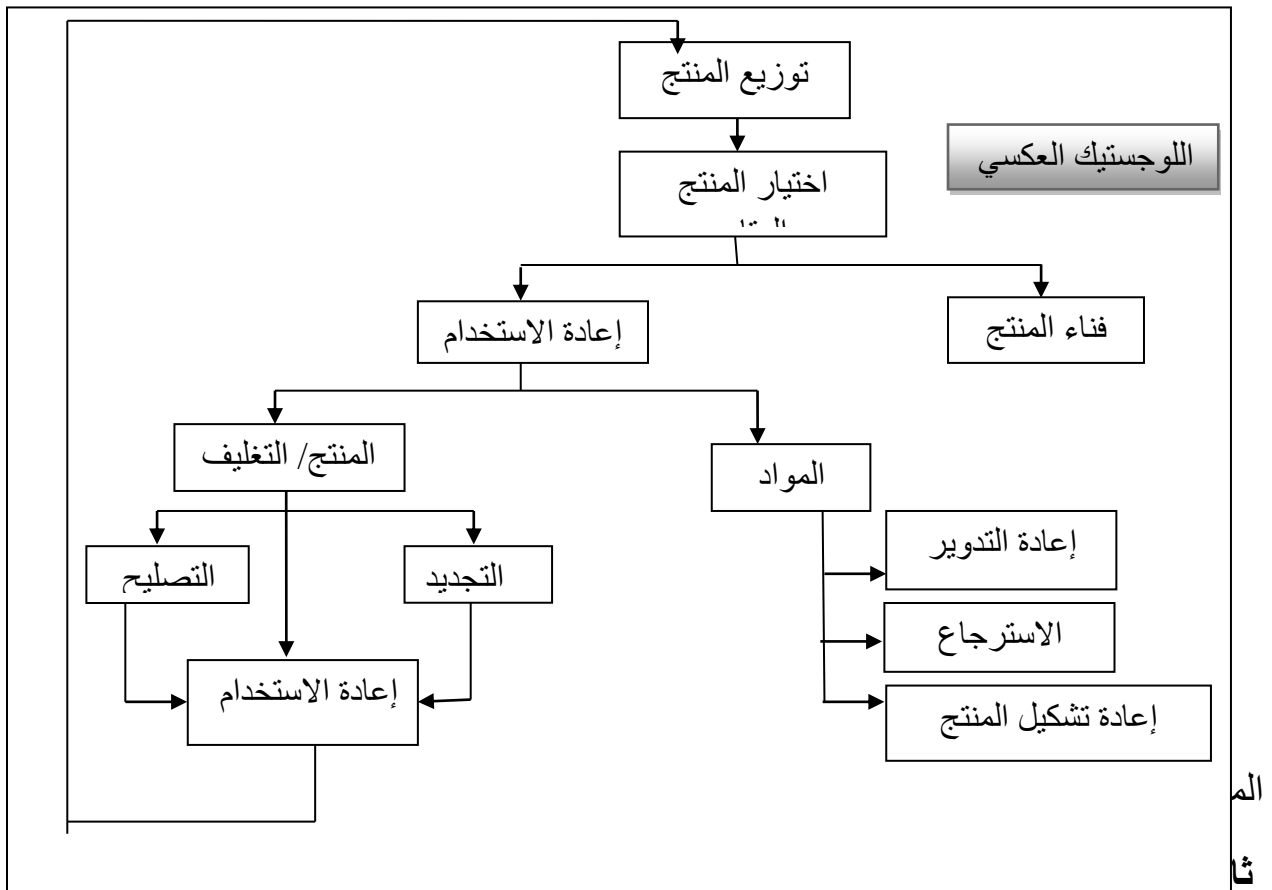 توزيع المنتج
اللوجستيك العكسي
اختيار المنتج
إعادة الاستخدام
فناء المنتج
المنتج/ التغليف
المواد
التصليح
التجديد
إعادة التدوير
الاسترجاع
إعادة الاستخدام
إعادة تشكيل المنتج